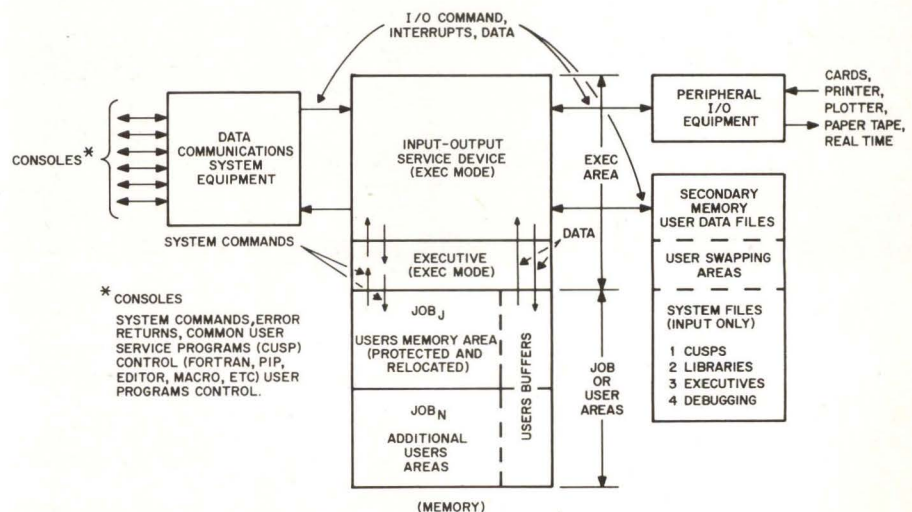 I/O COMMAND,
INTERRUPTS, DATA
CONSOLES*
DATA
COMMUNICATIONS
SYSTEM
EQUIPMENT
INPUT-OUTPUT
SERVICE DEVICE
(EXEC MODE)
EXEC
AREA
PERIPHERAL
I/O
EQUIPMENT
CARDS,
PRINTER,
PLOTTER,
PAPER TAPE,
REAL TIME
SYSTEM COMMANDS
DATA
EXECUTIVE
(EXEC MODE)
SECONDARY
MEMORY
USER DATA FILES
USER SWAPPING
AREAS
SYSTEM FILES
(INPUT ONLY)
1 CUSPS
2 LIBRARIES
3 EXECUTIVES
4 DEBUGGING
* CONSOLES
SYSTEM COMMANDS, ERROR
RETURNS, COMMON USER
SERVICE PROGRAMS (CUSP)
CONTROL (FORTRAN, PIP,
EDITOR, MACRO, ETC) USER
PROGRAMS CONTROL.
JOB J
USERS MEMORY AREA
(PROTECTED AND
RELOCATED)
USERS BUFFERS
JOB
OR
USER
AREAS
JOB N
ADDITIONAL
USERS
AREAS
(MEMORY)